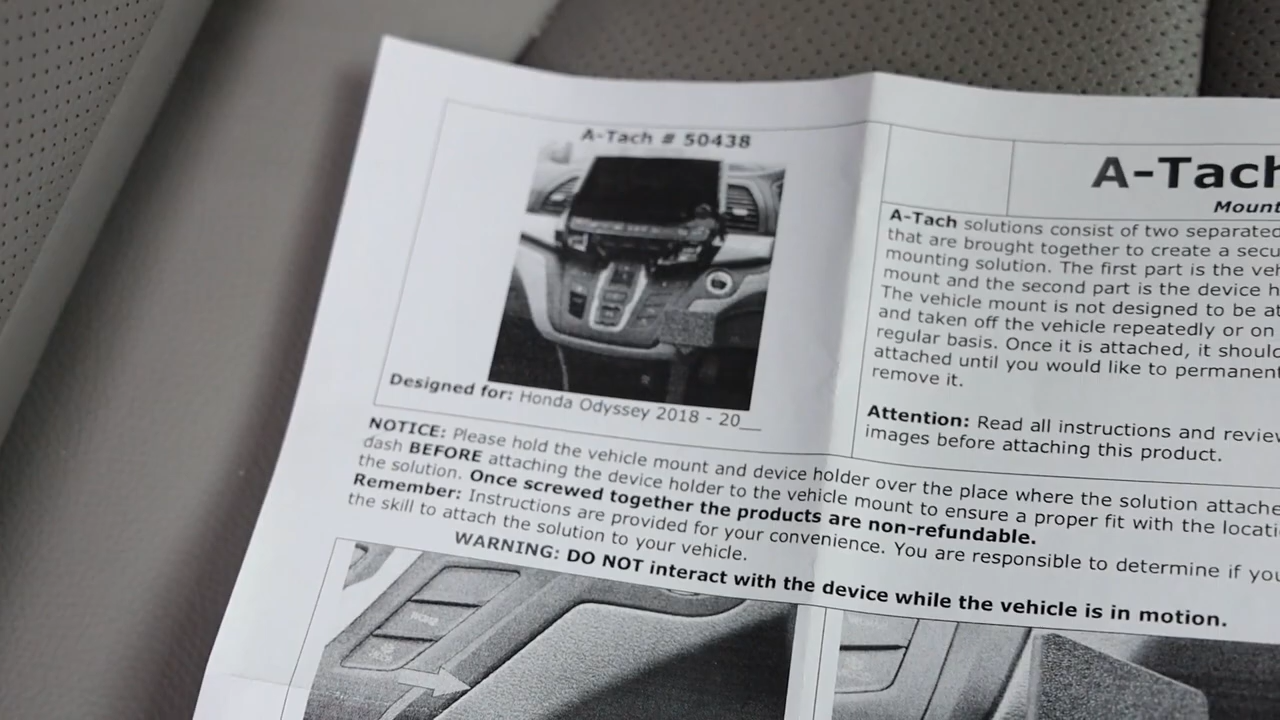 A-Tach # 50438
Designed for: Honda Odyssey 2018 - 20__
A-Tach
Mount
A-Tach solutions consist of two separated
that are brought together to create a secu
mounting solution. The first part is the veh
mount and the second part is the device h
The vehicle mount is not designed to be at
and taken off the vehicle repeatedly or on
regular basis. Once it is attached, it should
attached until you would like to permanent
remove it.
Attention: Read all instructions and review
images before attaching this product.
NOTICE: Please hold the vehicle mount and device holder over the place where the solution attache
dash BEFORE attaching the device holder to the vehicle mount to ensure a proper fit with the locati
the solution. Once screwed together the products are non-refundable.
Remember: Instructions are provided for your convenience. You are responsible to determine if you
the skill to attach the solution to your vehicle.
WARNING: DO NOT interact with the device while the vehicle is in motion.